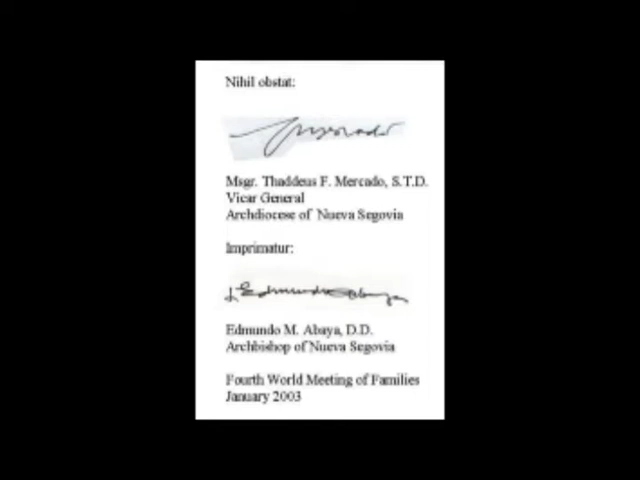 Nihil obstat:
Msgr. Thaddeus F. Mercado, S.T.D.
Vicar General
Archdiocese of Nueva Segovia
Imprimatur:
Edmundo M. Abaya, D.D.
Archbishop of Nueva Segovia
Fourth World Meeting of Families
January 2003